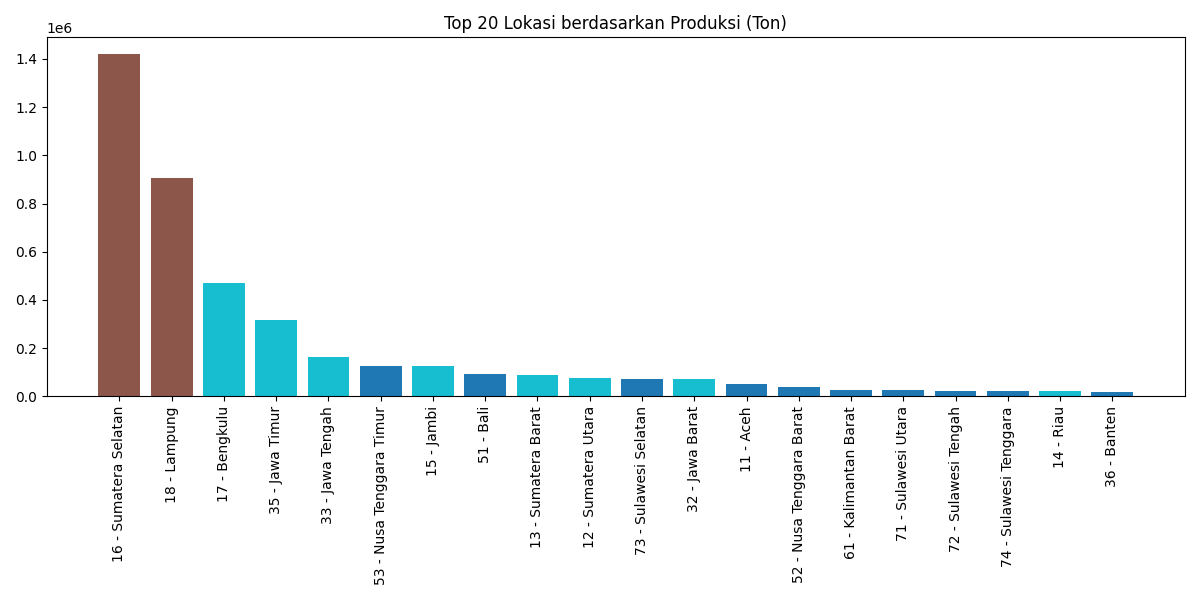 Top 20 Lokasi berdasarkan Produksi (Ton)
1e6
1.4
1.2
1.0
0.8
0.6
0.4
0.2
0.0
16 - Sumatera Selatan
18 - Lampung
17 - Bengkulu
35 - Jawa Timur
33 - Jawa Tengah
53 - Nusa Tenggara Timur
15 - Jambi
51 - Bali
13 - Sumatera Barat
12 - Sumatera Utara
73 - Sulawesi Selatan
32 - Jawa Barat
11 - Aceh
52 - Nusa Tenggara Barat
61 - Kalimantan Barat
71 - Sulawesi Utara
72 - Sulawesi Tengah
74 - Sulawesi Tenggara
14 - Riau
36 - Banten